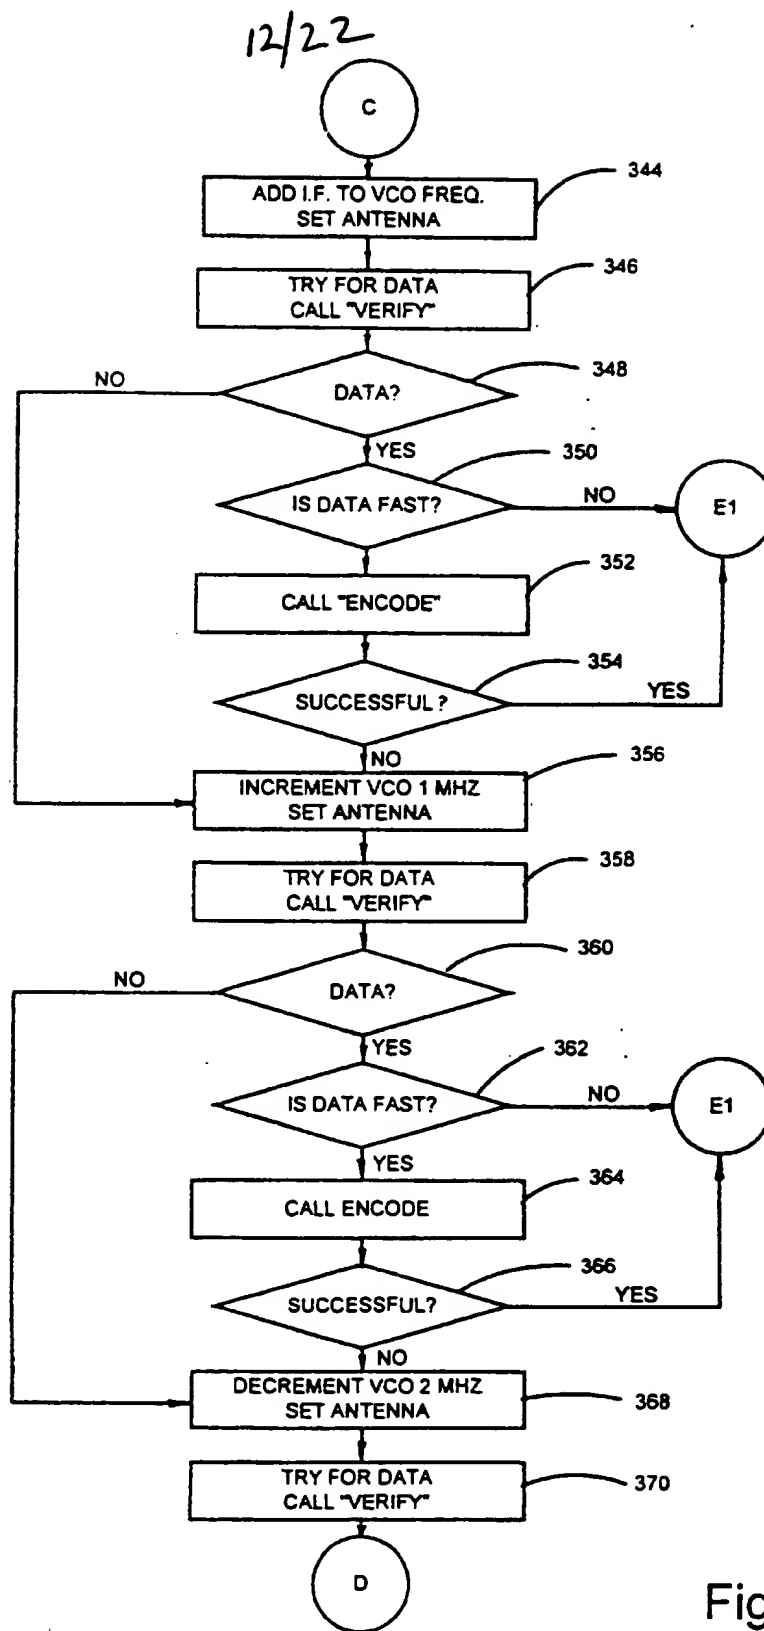 12/22
C
344
ADD I.F. TO VCO FREQ.
SET ANTENNA
346
TRY FOR DATA
CALL "VERIFY"
348
NO
DATA?
YES
350
IS DATA FAST?
NO
E1
352
CALL "ENCODE"
354
SUCCESSFUL?
YES
NO
356
INCREMENT VCO 1 MHZ
SET ANTENNA
358
TRY FOR DATA
CALL "VERIFY"
360
NO
DATA?
YES
362
IS DATA FAST?
NO
E1
YES
364
CALL ENCODE
366
SUCCESSFUL?
YES
NO
DECREMENT VCO 2 MHZ
SET ANTENNA
368
TRY FOR DATA
CALL "VERIFY"
370
D
Fig